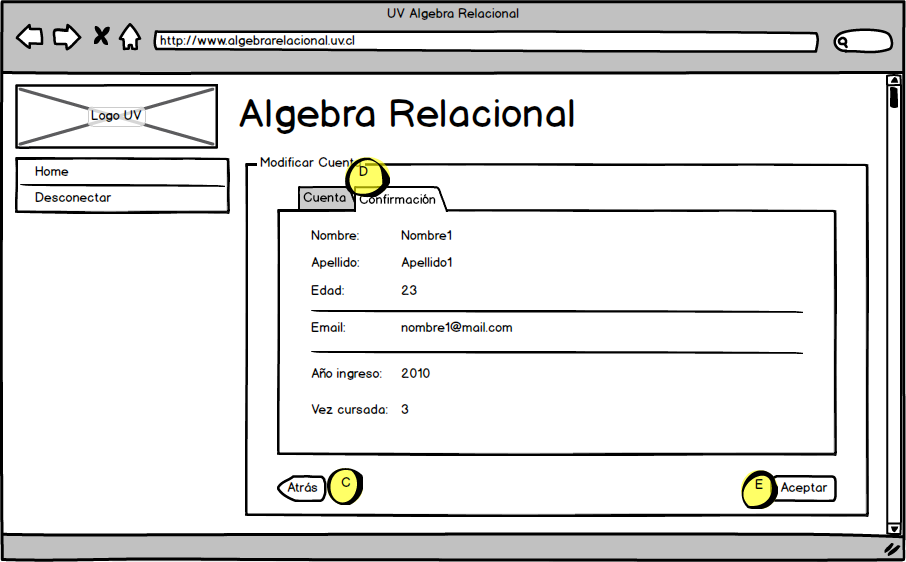 UV Algebra Relacional
http://www.algebrarelacional.uv.cl
Logo UV
Algebra Relacional
Home
Desconectar
Modificar Cuent
D
Cuenta
Confirmación
Nombre: Nombre1
Apellido: Apellido1
Edad: 23
Email: nombre1@mail.com
Año ingreso: 2010
Vez cursada: 3
Atrás
C
E
Aceptar